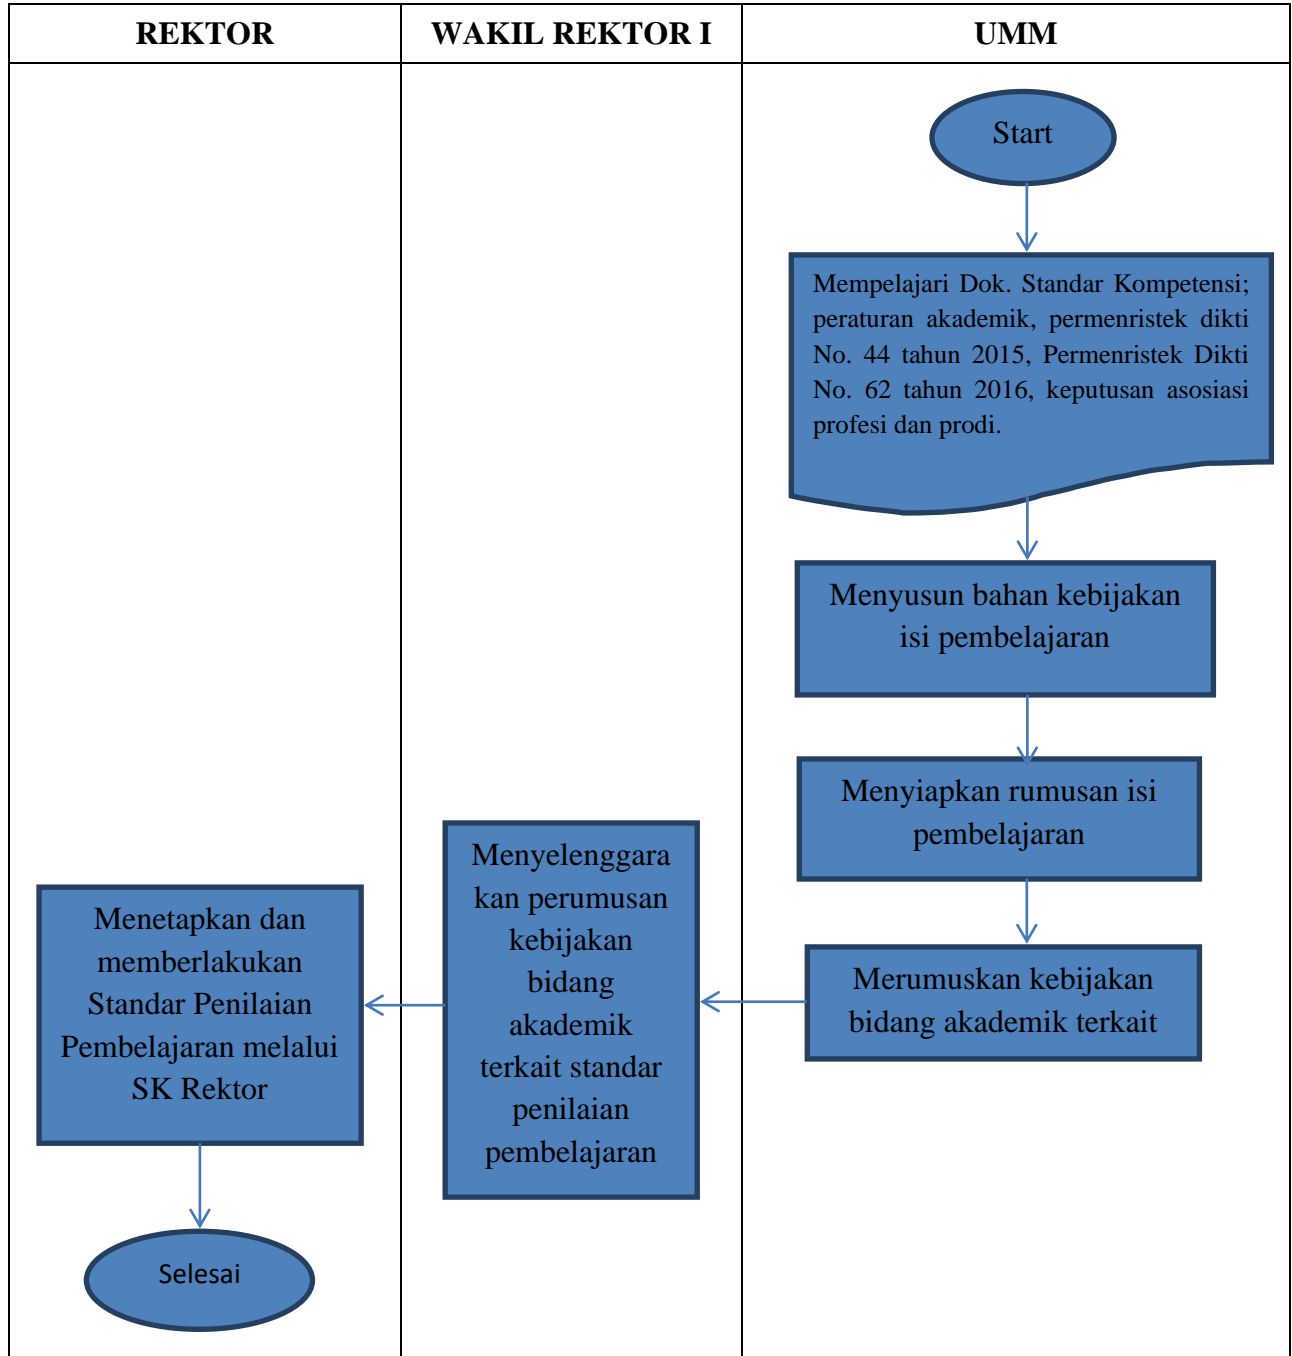 REKTOR
WAKIL REKTOR I
UMM
Start
Mempelajari Dok. Standar Kompetensi;
peraturan akademik, permenristek dikti
No. 44 tahun 2015, Permenristek Dikti
No. 62 tahun 2016, keputusan asosiasi
profesi dan prodi.
Menyusun bahan kebijakan
isi pembelajaran
Menyiapkan rumusan isi
pembelajaran
Merumuskan kebijakan
bidang akademik terkait
Menyelenggara
kan perumusan
kebijakan
bidang
akademik
terkait standar
penilaian
pembelajaran
Menetapkan dan
memberlakukan
Standar Penilaian
Pembelajaran melalui
SK Rektor
Selesai